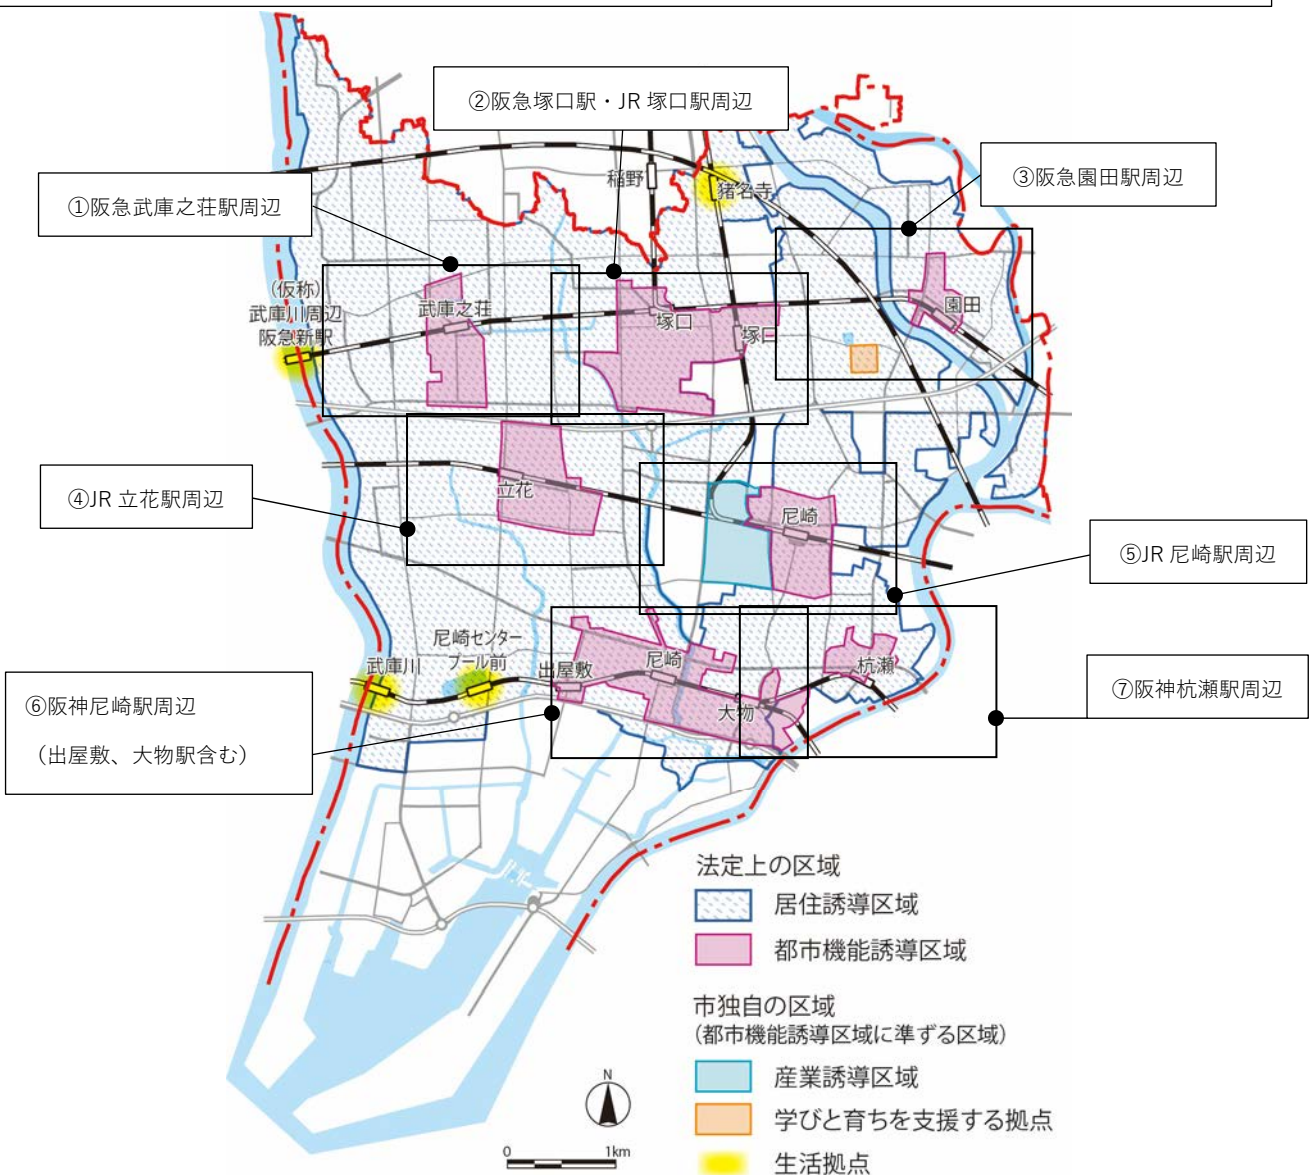 ②阪急塚口駅・JR 塚口駅周辺
③阪急園田駅周辺
①阪急武庫之荘駅周辺
稲野
猪名寺
(仮称)
武庫川周辺
阪急新駅
武庫之荘
塚口
塚口
園田
④JR 立花駅周辺
立花
尼崎
⑤JR 尼崎駅周辺
武庫川
尼崎センター
プール前
出屋敷
尼崎
大物
杭瀬
⑥阪神尼崎駅周辺
(出屋敷、大物駅含む)
⑦阪神杭瀬駅周辺
法定上の区域
居住誘導区域
都市機能誘導区域
市独自の区域
(都市機能誘導区域に準ずる区域)
産業誘導区域
学びと育ちを支援する拠点
生活拠点
N
0 1km